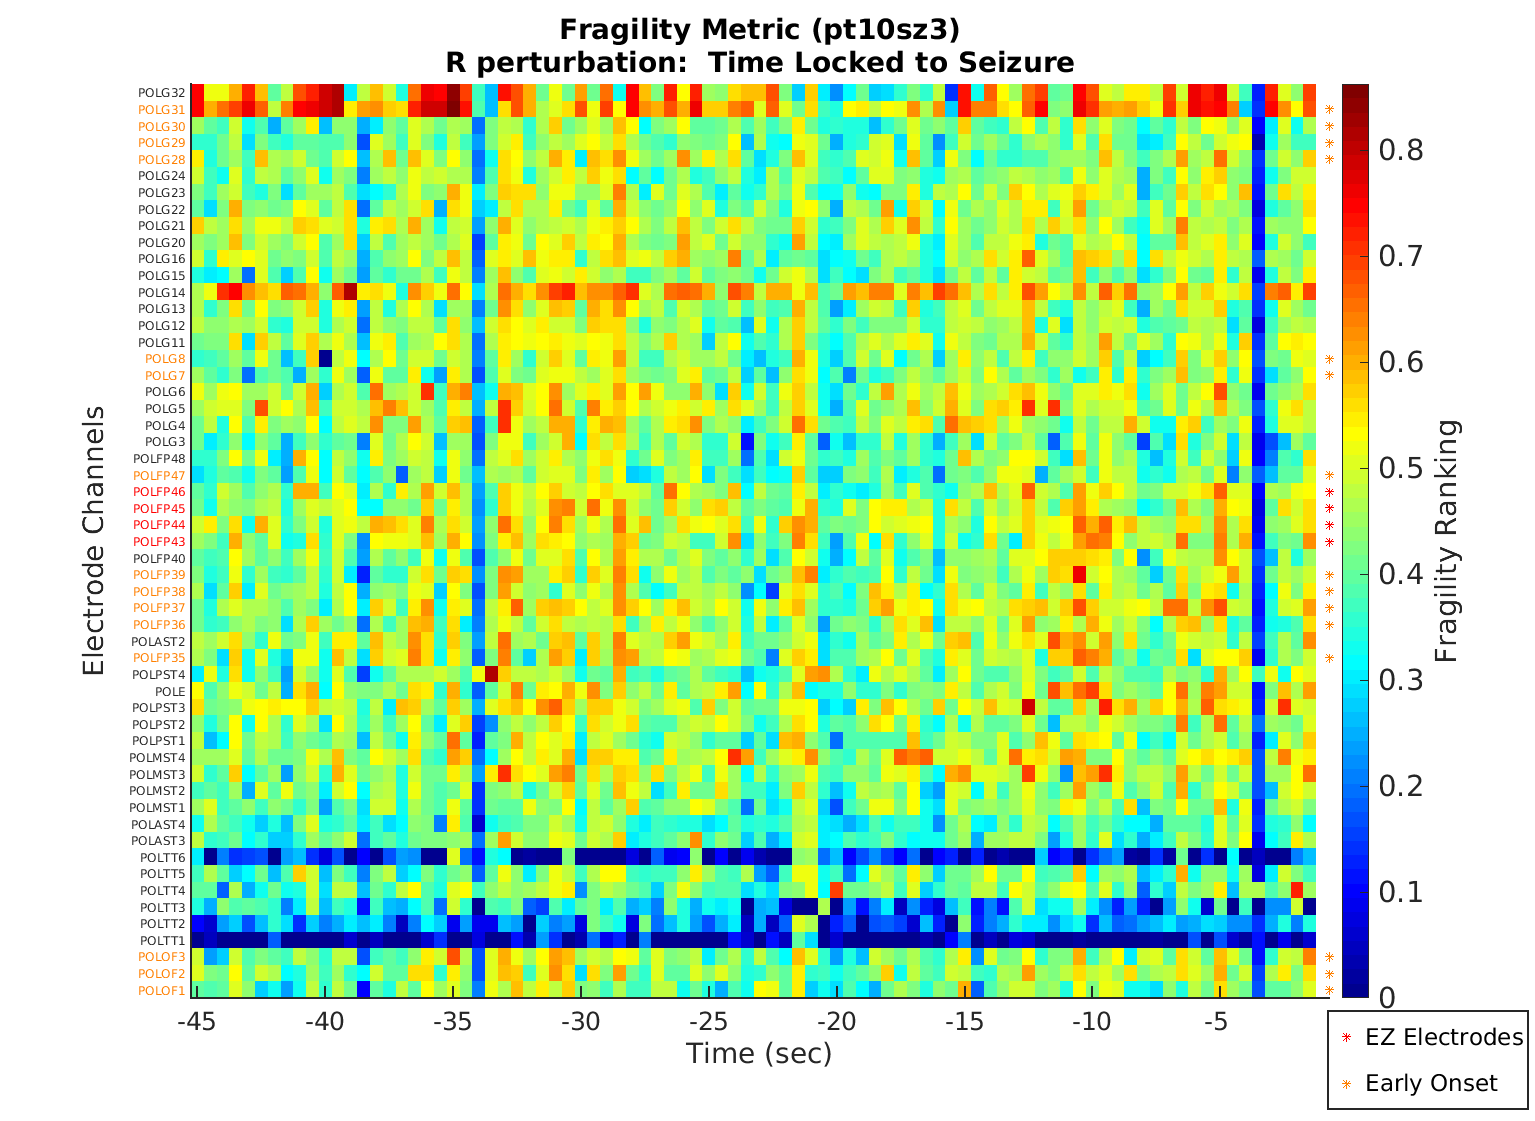 Fragility Metric (pt10sz3)
R perturbation:  Time Locked to Seizure
Electrode Channels
POLG32
POLG31
POLG30
POLG29
POLG28
POLG24
POLG23
POLG22
POLG21
POLG20
POLG16
POLG15
POLG14
POLG13
POLG12
POLG11
POLG8
POLG7
POLG6
POLG5
POLG4
POLG3
POLFP48
POLFP47
POLFP46
POLFP45
POLFP44
POLFP43
POLFP40
POLFP39
POLFP38
POLFP37
POLFP36
POLAST2
POLFP35
POLPST4
POLE
POLPST3
POLPST2
POLPST1
POLMST4
POLMST3
POLMST2
POLMST1
POLAST4
POLAST3
POLTT6
POLTT5
POLTT4
POLTT3
POLTT2
POLTT1
POLOF3
POLOF2
POLOF1
-45 -40 -35 -30 -25 -20 -15 -10 -5
Time (sec)
0.8
0.7
0.6
0.5
0.4
0.3
0.2
0.1
0
Fragility Ranking
EZ Electrodes
Early Onset